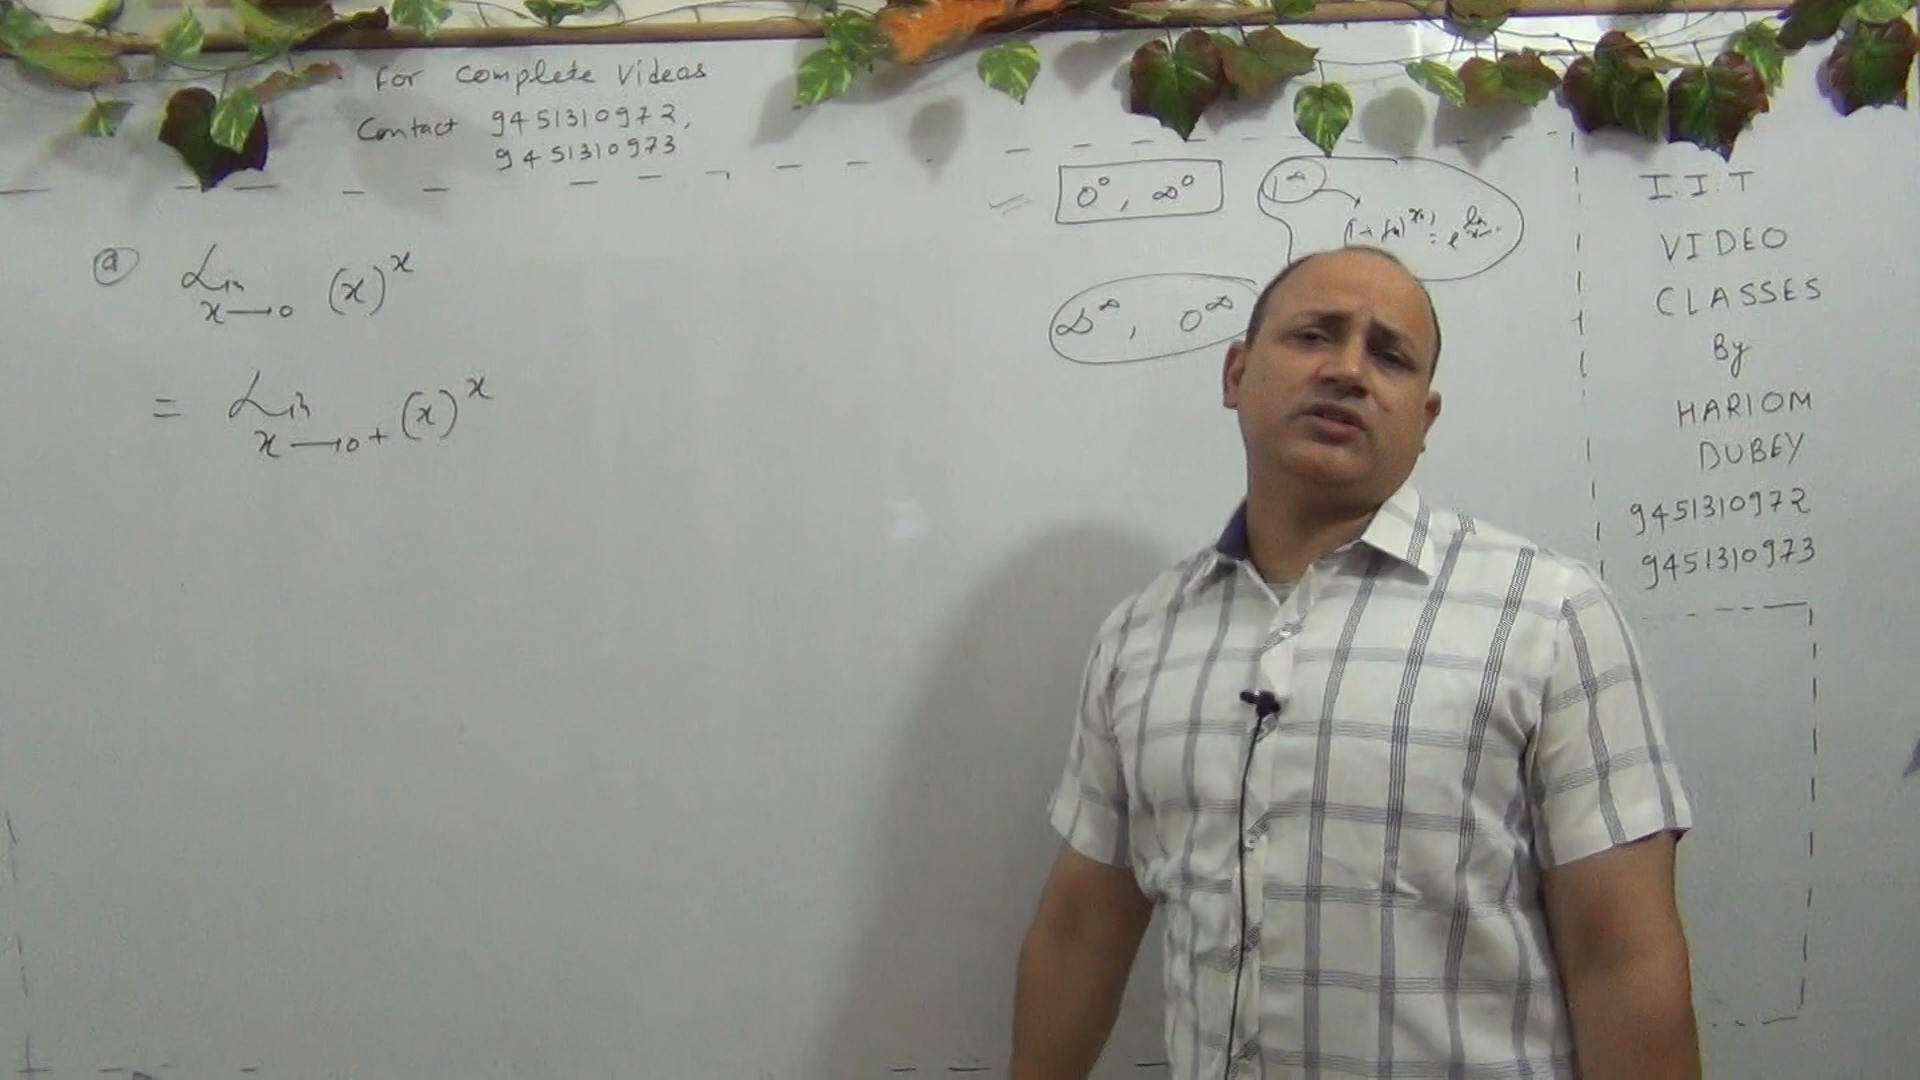 For Complete Videos
Contact 9451310972,
9451310973
0⁰, ∞⁰
1^∞
∞^∞, 0^∞
Q Lim x→0 (x)^x
= Lim x→0+ (x)^x
I.I.T
VIDEO
CLASSES
By
HARIOM
DUBEY
9451310972
9451310973